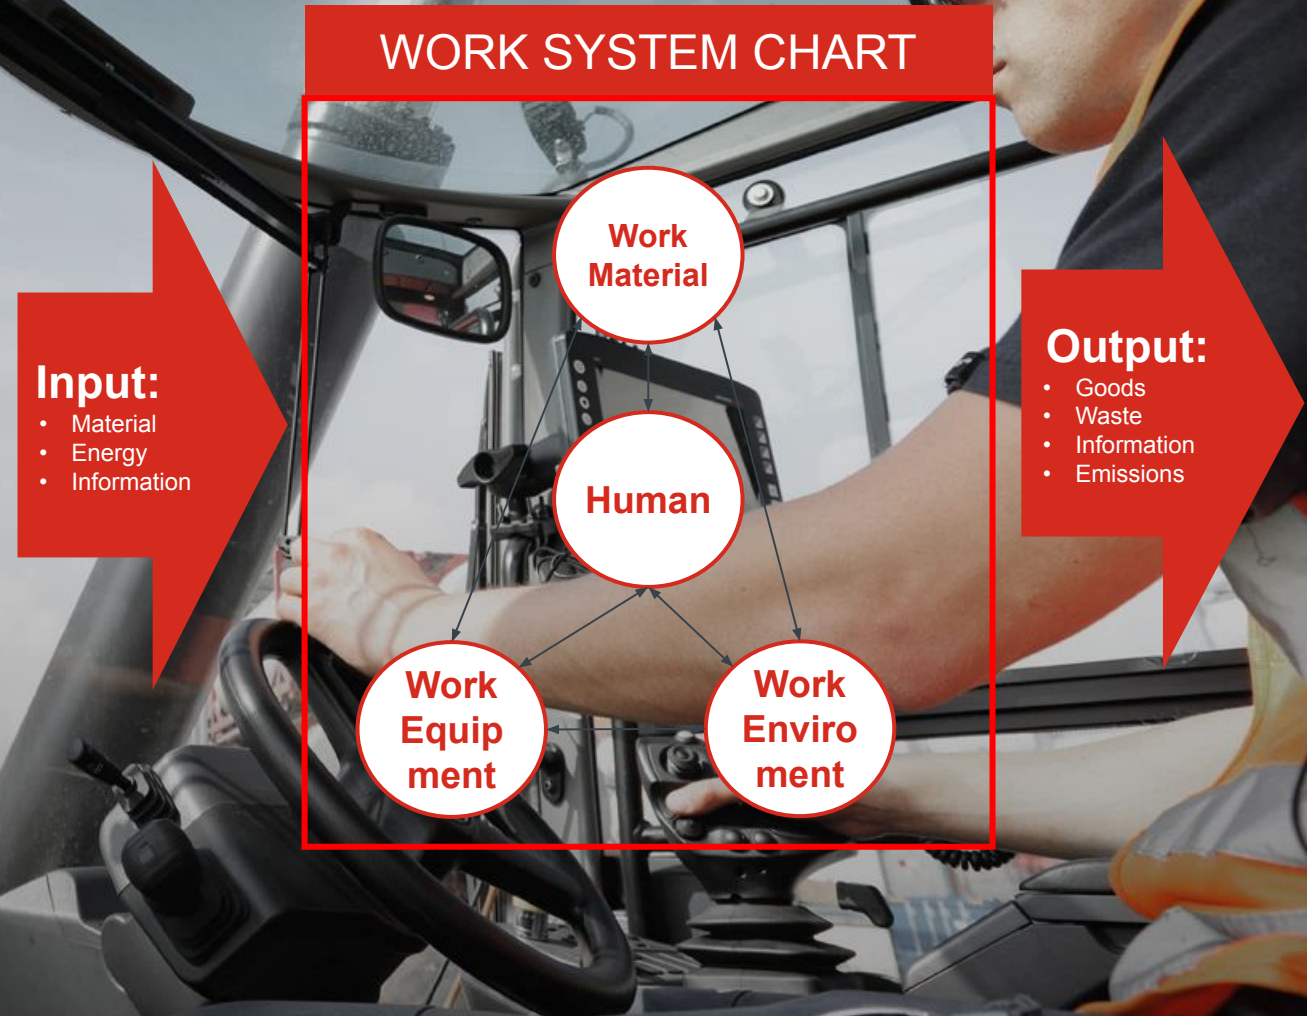 WORK SYSTEM CHART
Work
Material
Input:
• Material
• Energy
• Information
Human
Output:
• Goods
• Waste
• Information
• Emissions
Work
Equip
ment
Work
Enviro
ment